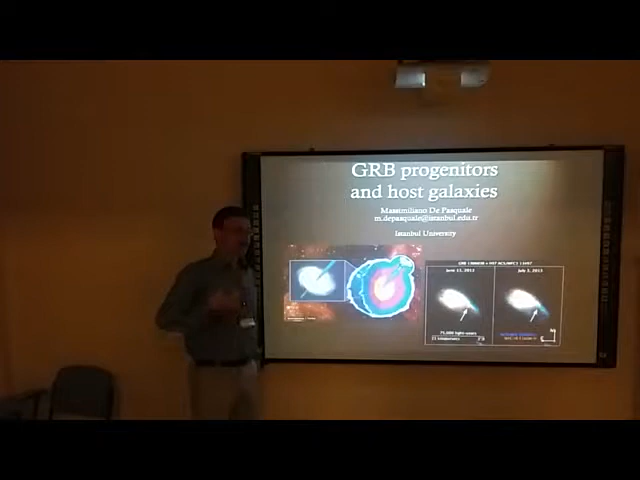 GRB progenitors
and host galaxies
Massimiliano De Pasquale
m.depasquale@istanbul.edu.tr
Istanbul University
June 13, 2013
July 3, 2013